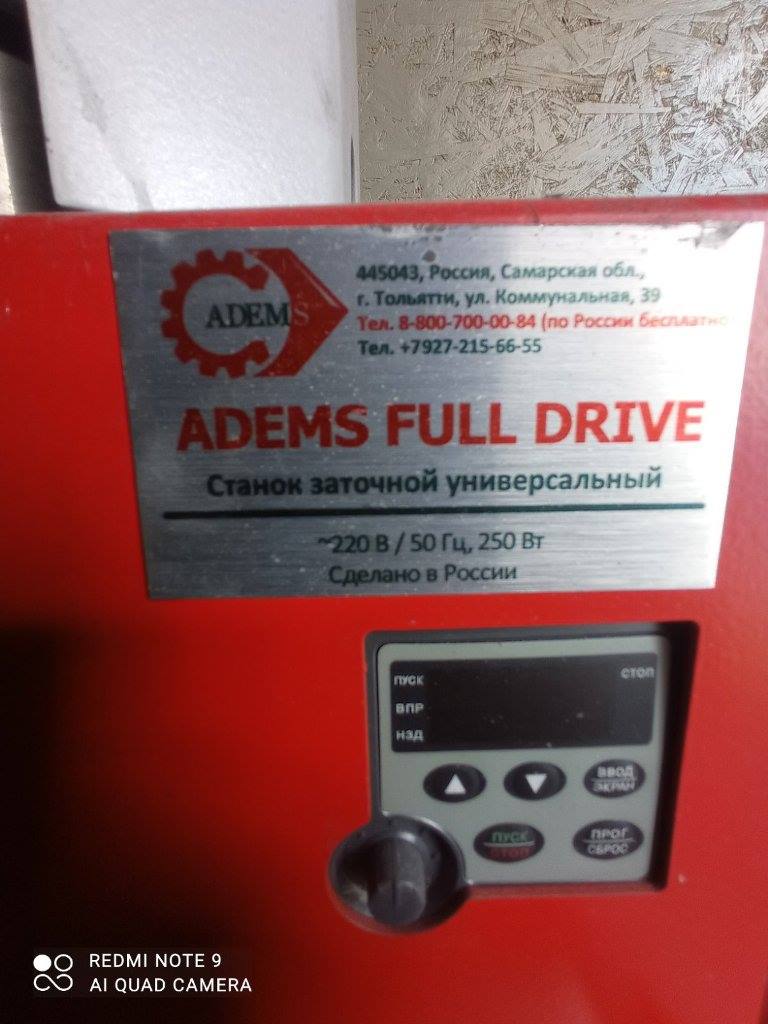 ADEMS
445043, Россия, Самарская обл.,
г. Тольятти, ул. Коммунальная, 39
Тел. 8-800-700-00-84 (по России бесплатно
Тел. +7927-215-66-55
ADEMS FULL DRIVE
Станок заточной универсальный
~220 В / 50 Гц, 250 Вт
Сделано в России
ПУСК
СТОП
ВПР
НЗД
ВВОД
ЭКРАН
ПУСК
СТОП
ПРОГ
СБРОС
REDMI NOTE 9
AI QUAD CAMERA